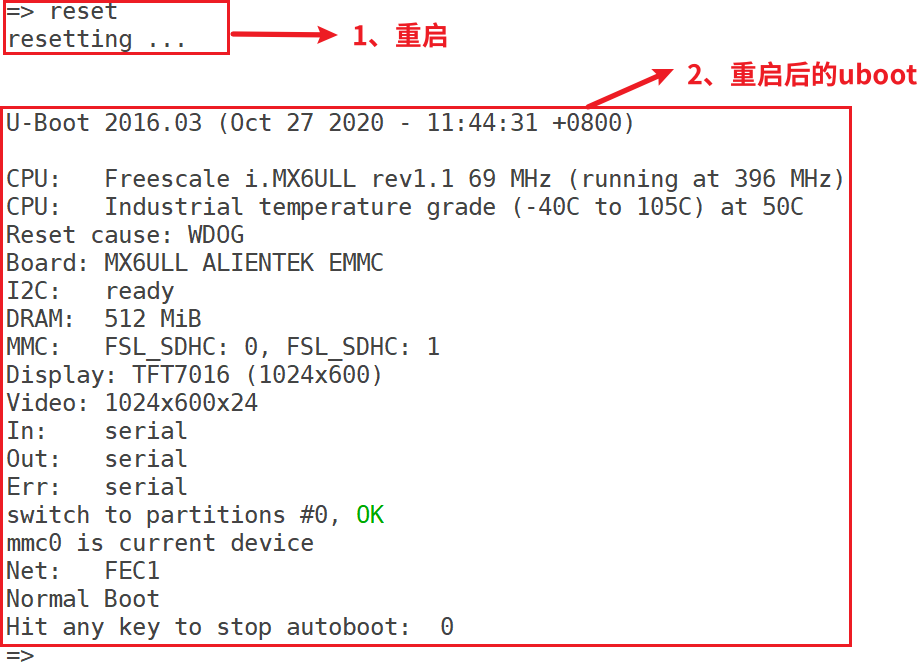 => reset
resetting ...
1、重启
2、重启后的uboot
U-Boot 2016.03 (Oct 27 2020 - 11:44:31 +0800)
CPU:   Freescale i.MX6ULL rev1.1 69 MHz (running at 396 MHz)
CPU:   Industrial temperature grade (-40C to 105C) at 50C
Reset cause: WDOG
Board: MX6ULL ALIENTEK EMMC
I2C:   ready
DRAM:  512 MiB
MMC:   FSL_SDHC: 0, FSL_SDHC: 1
Display: TFT7016 (1024x600)
Video: 1024x600x24
In:    serial
Out:   serial
Err:   serial
switch to partitions #0, OK
mmc0 is current device
Net:   FEC1
Normal Boot
Hit any key to stop autoboot:  0
=>